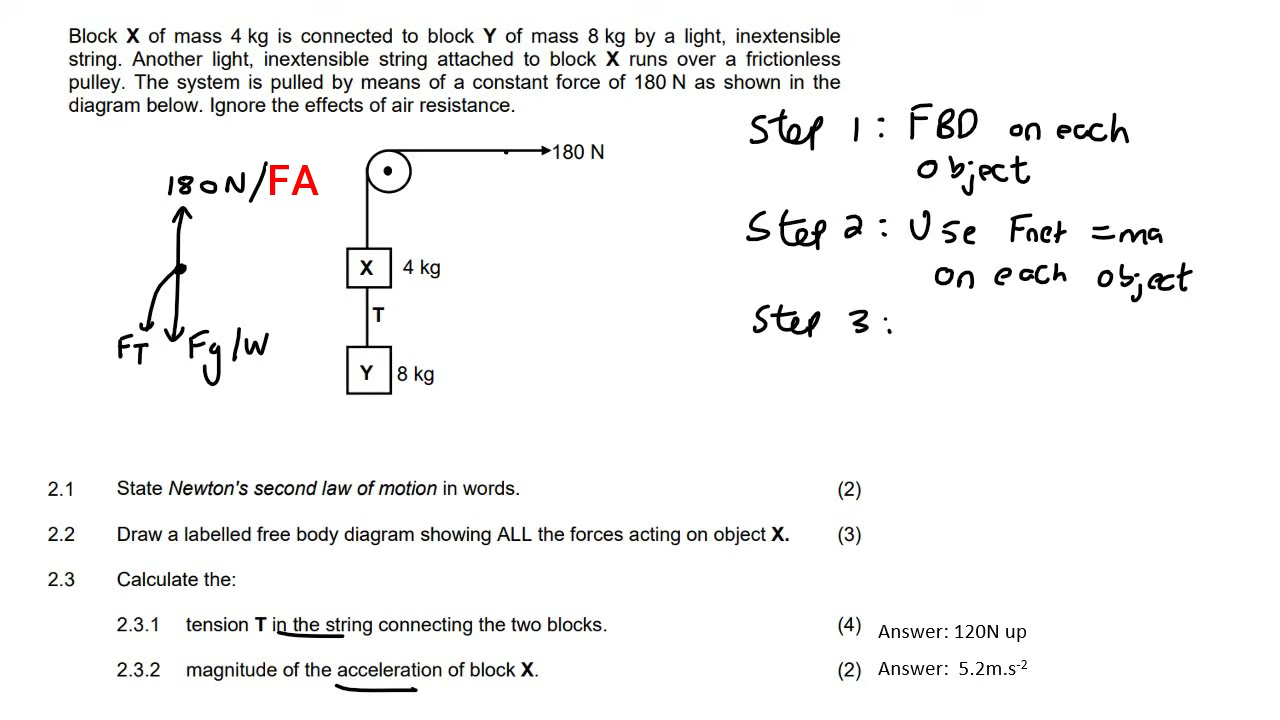 Block X of mass 4 kg is connected to block Y of mass 8 kg by a light, inextensible
string. Another light, inextensible string attached to block X runs over a frictionless
pulley. The system is pulled by means of a constant force of 180 N as shown in the
diagram below. Ignore the effects of air resistance.
Step 1: FBD on each
object
Step 2: Use Fnet =ma
on each object
Step 3:
180N/FA
FT Fg/W
180 N
X 4 kg
T
Y 8 kg
2.1 State Newton's second law of motion in words. (2)
2.2 Draw a labelled free body diagram showing ALL the forces acting on object X. (3)
2.3 Calculate the:
2.3.1 tension T in the string connecting the two blocks. (4) Answer: 120N up
2.3.2 magnitude of the acceleration of block X. (2) Answer: 5.2m.s-2